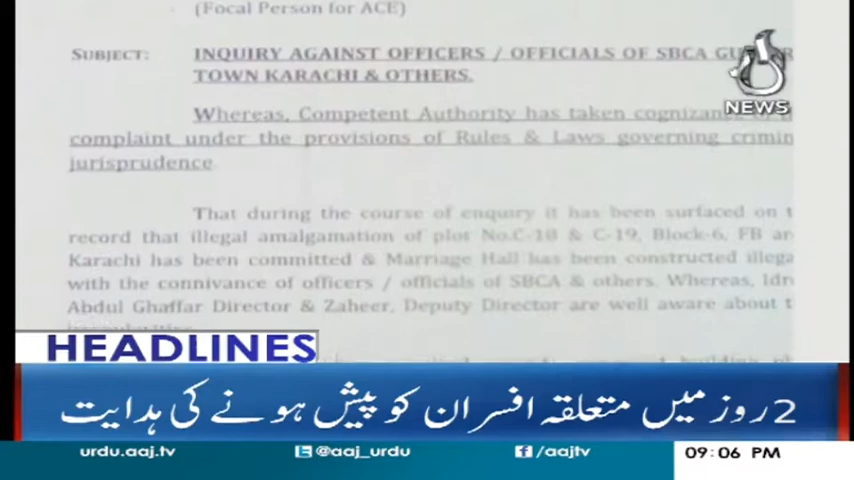 (Focal Person for ACE)
SUBJECT: INQUIRY AGAINST OFFICERS / OFFICIALS OF SBCA
TOWN KARACHI & OTHERS.
NEWS
Whereas, Competent Authority has taken
complaint under the provisions of Rules & Laws governing crimin
jurisprudence
That during the course of enquiry it has been surfaced on t
record that illegal amalgamation of plot No.C-18 & C-19, Block-6, FB
Karachi has been committed & Marriage Hall has been constructed illega
with the connivance of officers / officials of SBCA & others. Whereas, Idr
Abdul Ghaffar Director & Zaheer, Deputy Director are well aware about t
HEADLINES
2 روز میں متعلقہ افسران کو پیش ہونے کی ہدایت
urdu.aaj.tv @aaj_urdu /aajtv 09:06 PM